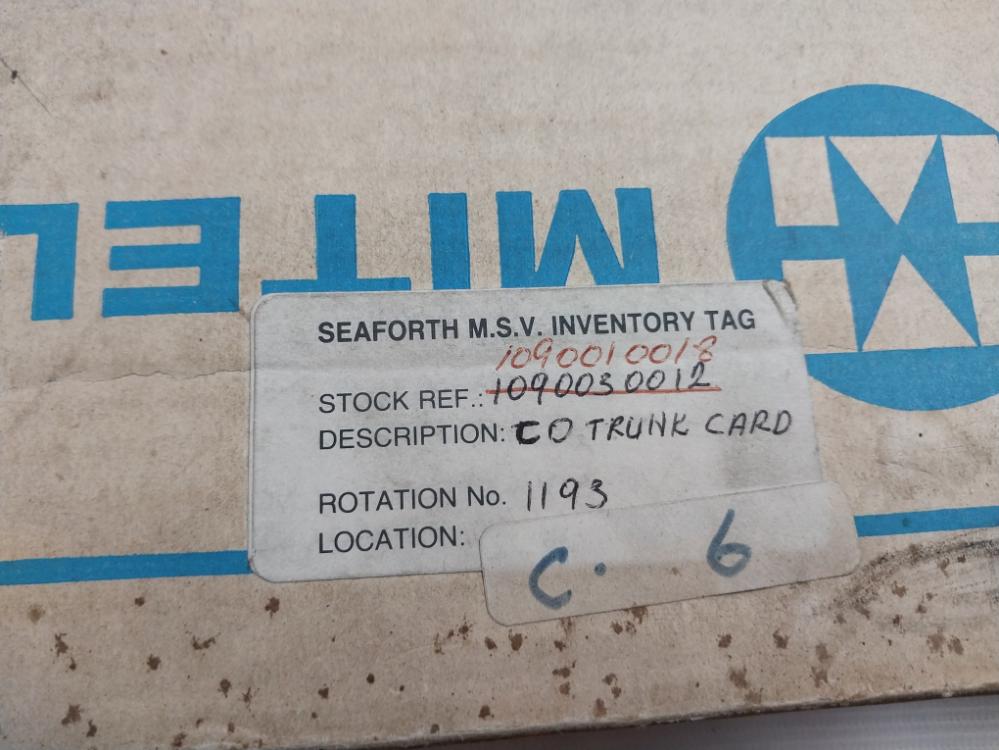 MITEL
SEAFORTH M.S.V. INVENTORY TAG
1090010018
STOCK REF.: 1090030012
DESCRIPTION: CO TRUNK CARD
ROTATION No. 1193
LOCATION: C. 6